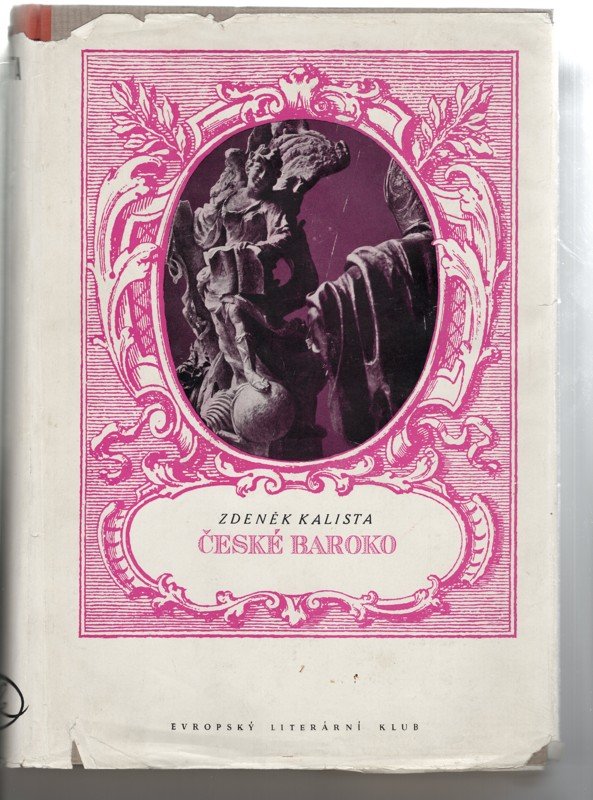 ZDENĚK KALISTA
ČESKÉ BAROKO
EVROPSKÝ LITERÁRNÍ KLUB